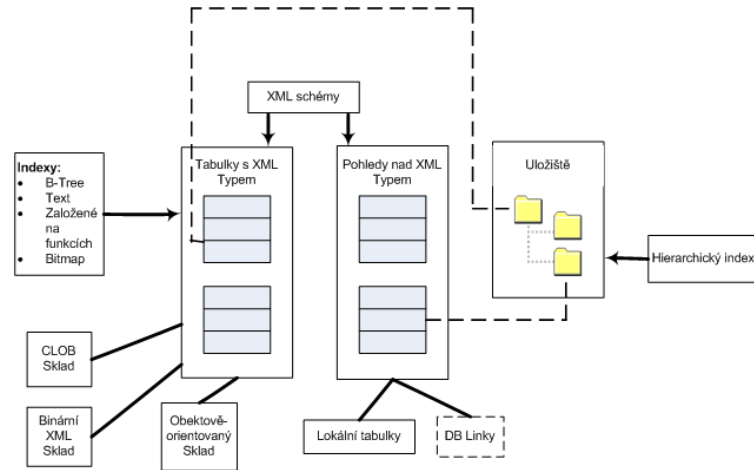 XML schémy
Tabulky s XML
Typem
Pohledy nad XML
Typem
Uložiště
Indexy:
• B-Tree
• Text
• Založené
na
funkcích
• Bitmap
Hierarchický index
CLOB
Sklad
Binární
XML
Sklad
Obektově-
orientovaný
Sklad
Lokální tabulky
DB Linky